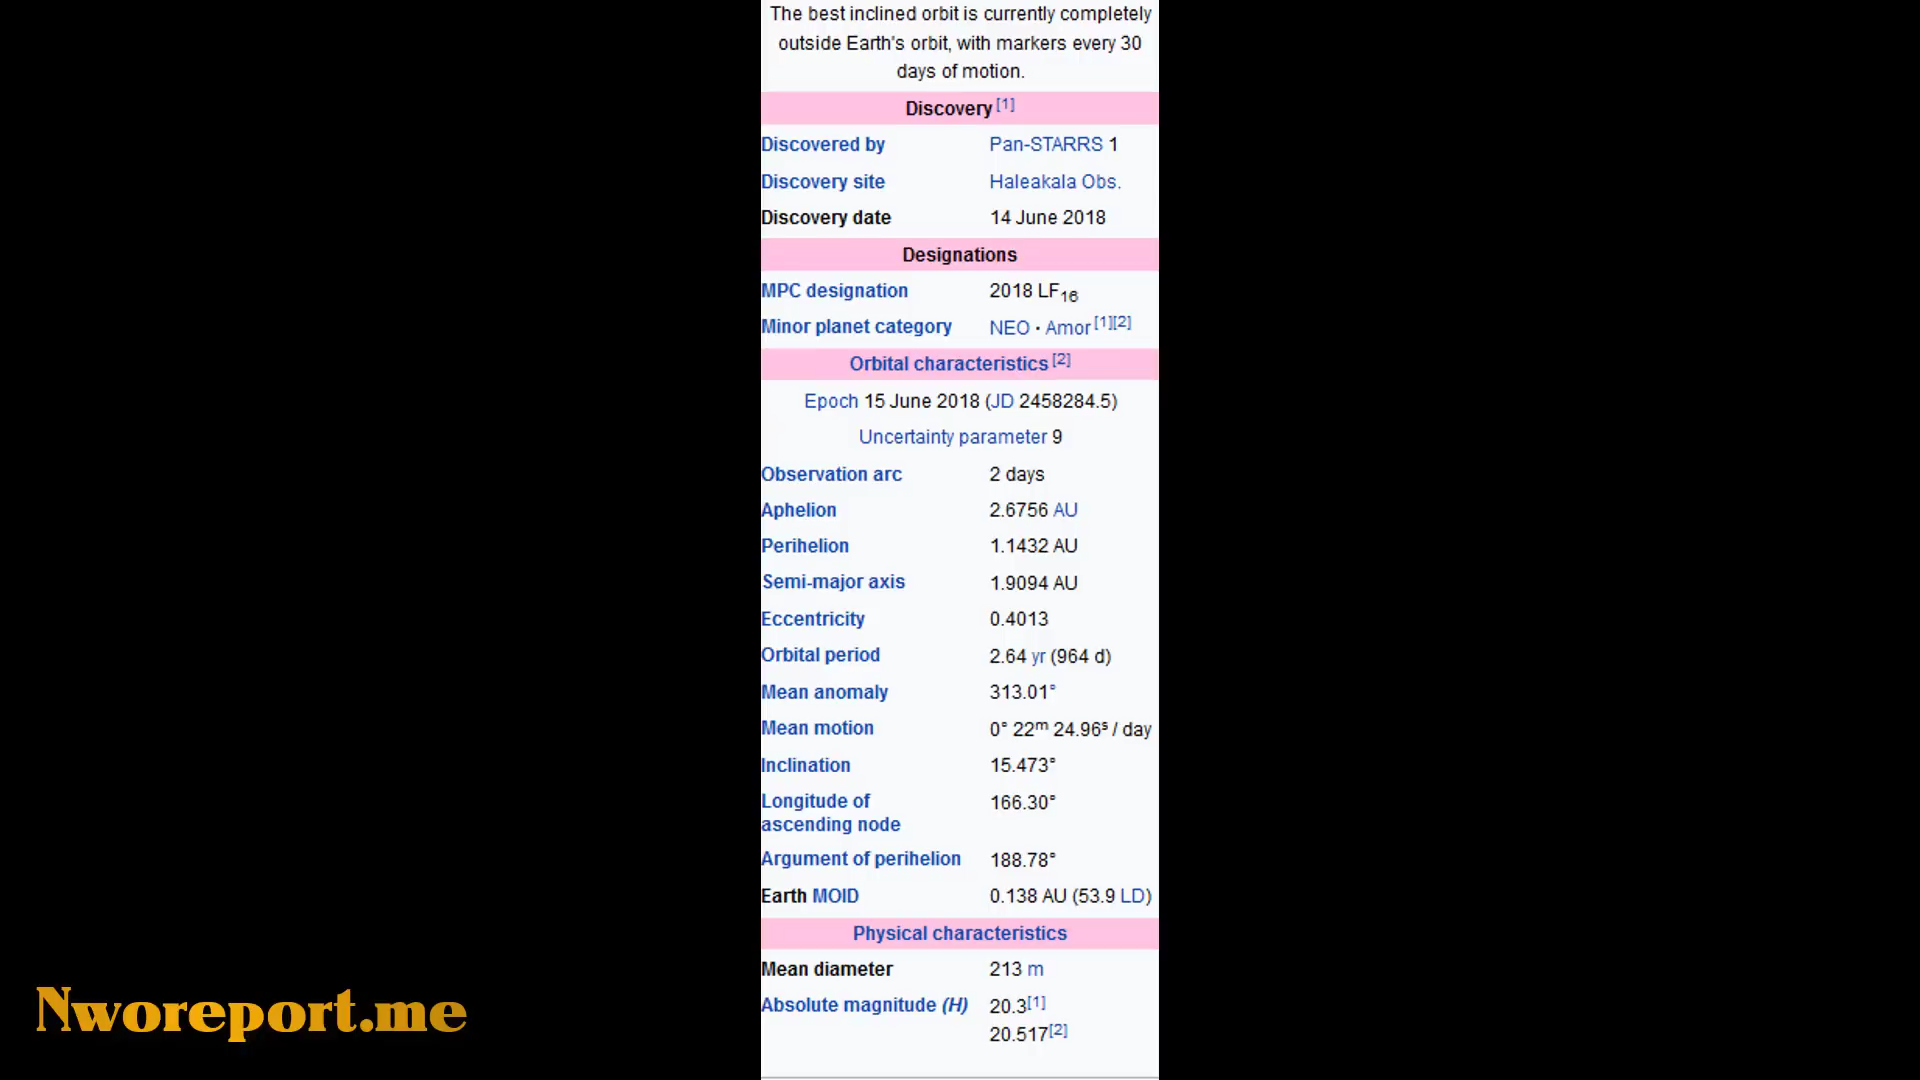 The best inclined orbit is currently completely
outside Earth's orbit, with markers every 30
days of motion.
Discovery [1]
Discovered by Pan-STARRS 1
Discovery site Haleakala Obs.
Discovery date 14 June 2018
Designations
MPC designation 2018 LF16
Minor planet category NEO · Amor [1][2]
Orbital characteristics [2]
Epoch 15 June 2018 (JD 2458284.5)
Uncertainty parameter 9
Observation arc 2 days
Aphelion 2.6756 AU
Perihelion 1.1432 AU
Semi-major axis 1.9094 AU
Eccentricity 0.4013
Orbital period 2.64 yr (964 d)
Mean anomaly 313.01°
Mean motion 0° 22m 24.96s / day
Inclination 15.473°
Longitude of 166.30°
ascending node
Argument of perihelion 188.78°
Earth MOID 0.138 AU (53.9 LD)
Physical characteristics
Mean diameter 213 m
Absolute magnitude (H) 20.3[1]
20.517[2]
Nworeport.me